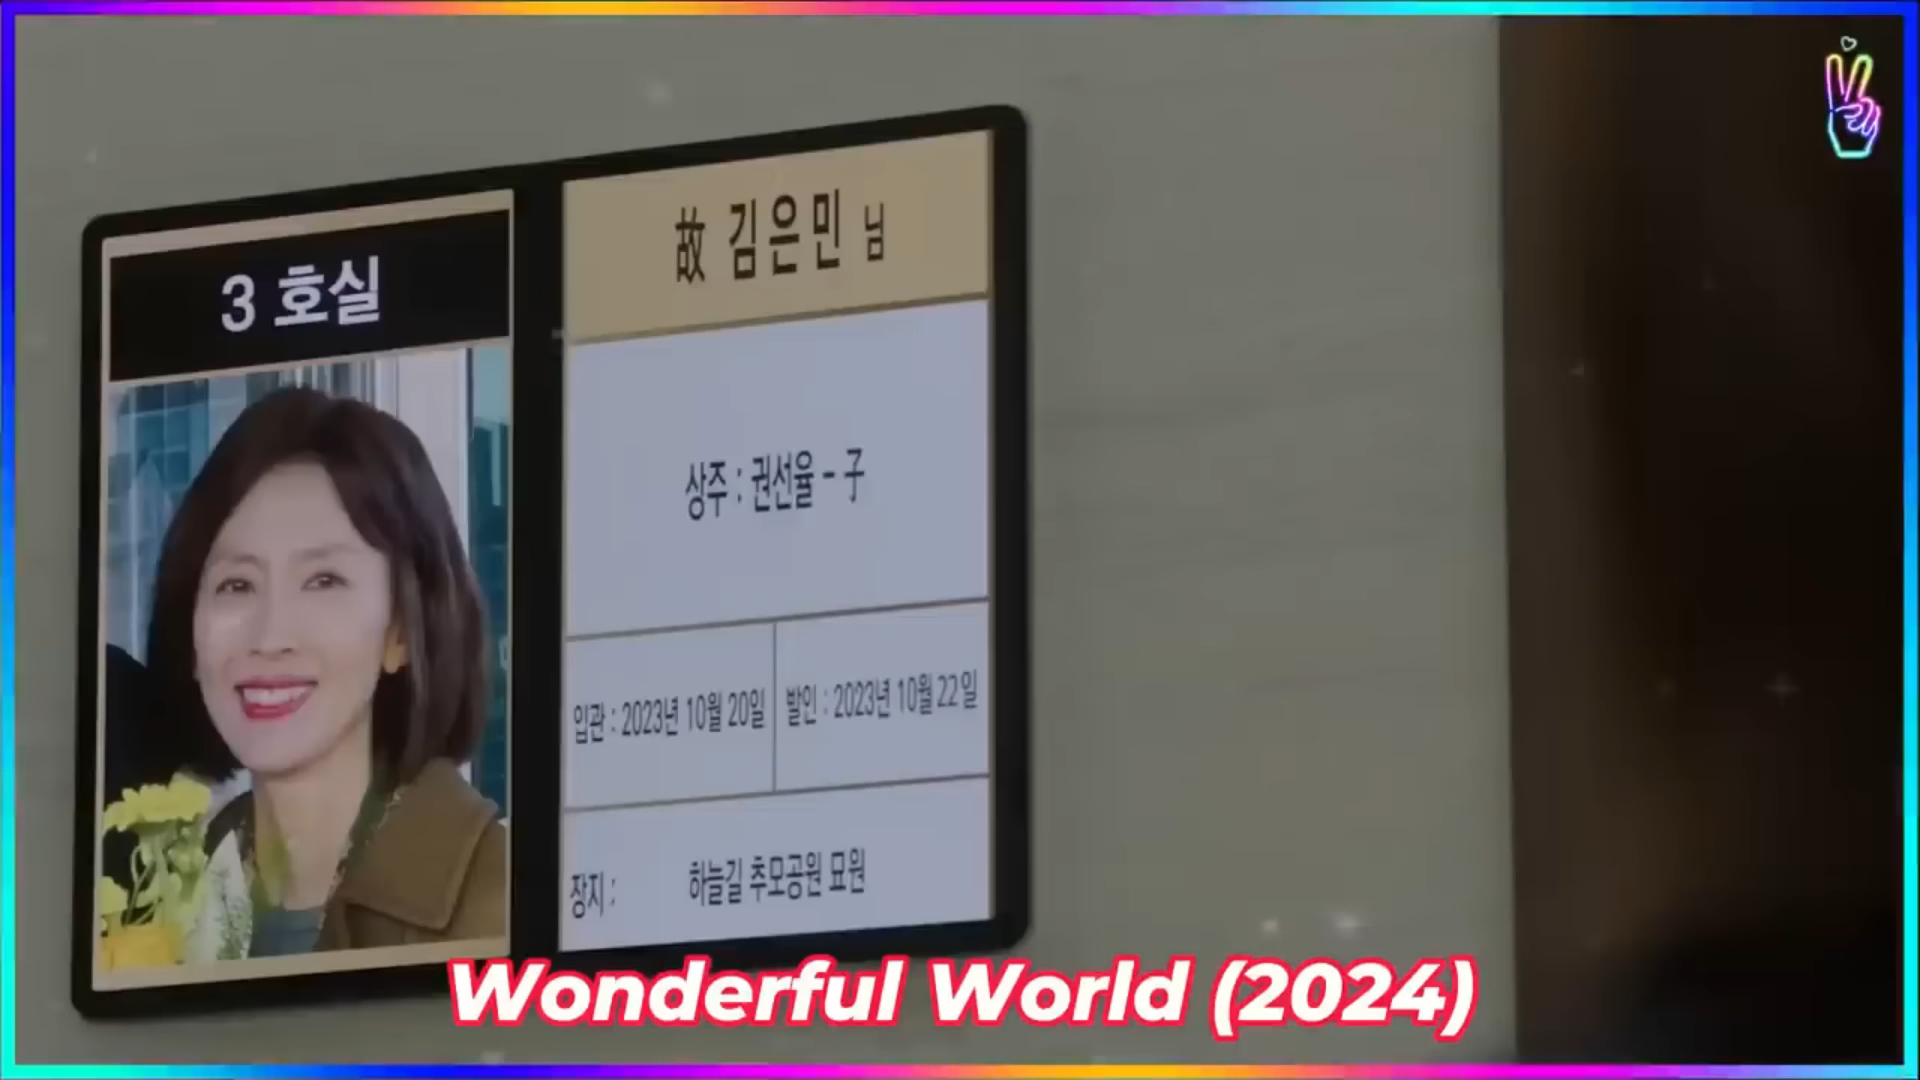 3 호실
故 김은민 님
상주 : 권선율 - 子
입관 : 2023년 10월 20일
발인 : 2023년 10월 22일
장지 : 하늘길 추모공원 묘원
Wonderful World (2024)